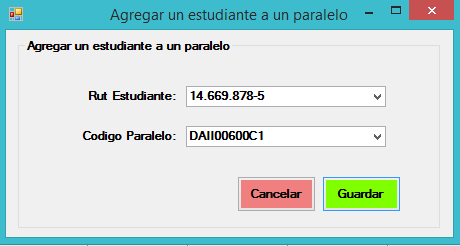 Agregar un estudiante a un paralelo
Agregar un estudiante a un paralelo
Rut Estudiante: 14.669.878-5
Codigo Paralelo: DAII00600C1
Cancelar Guardar